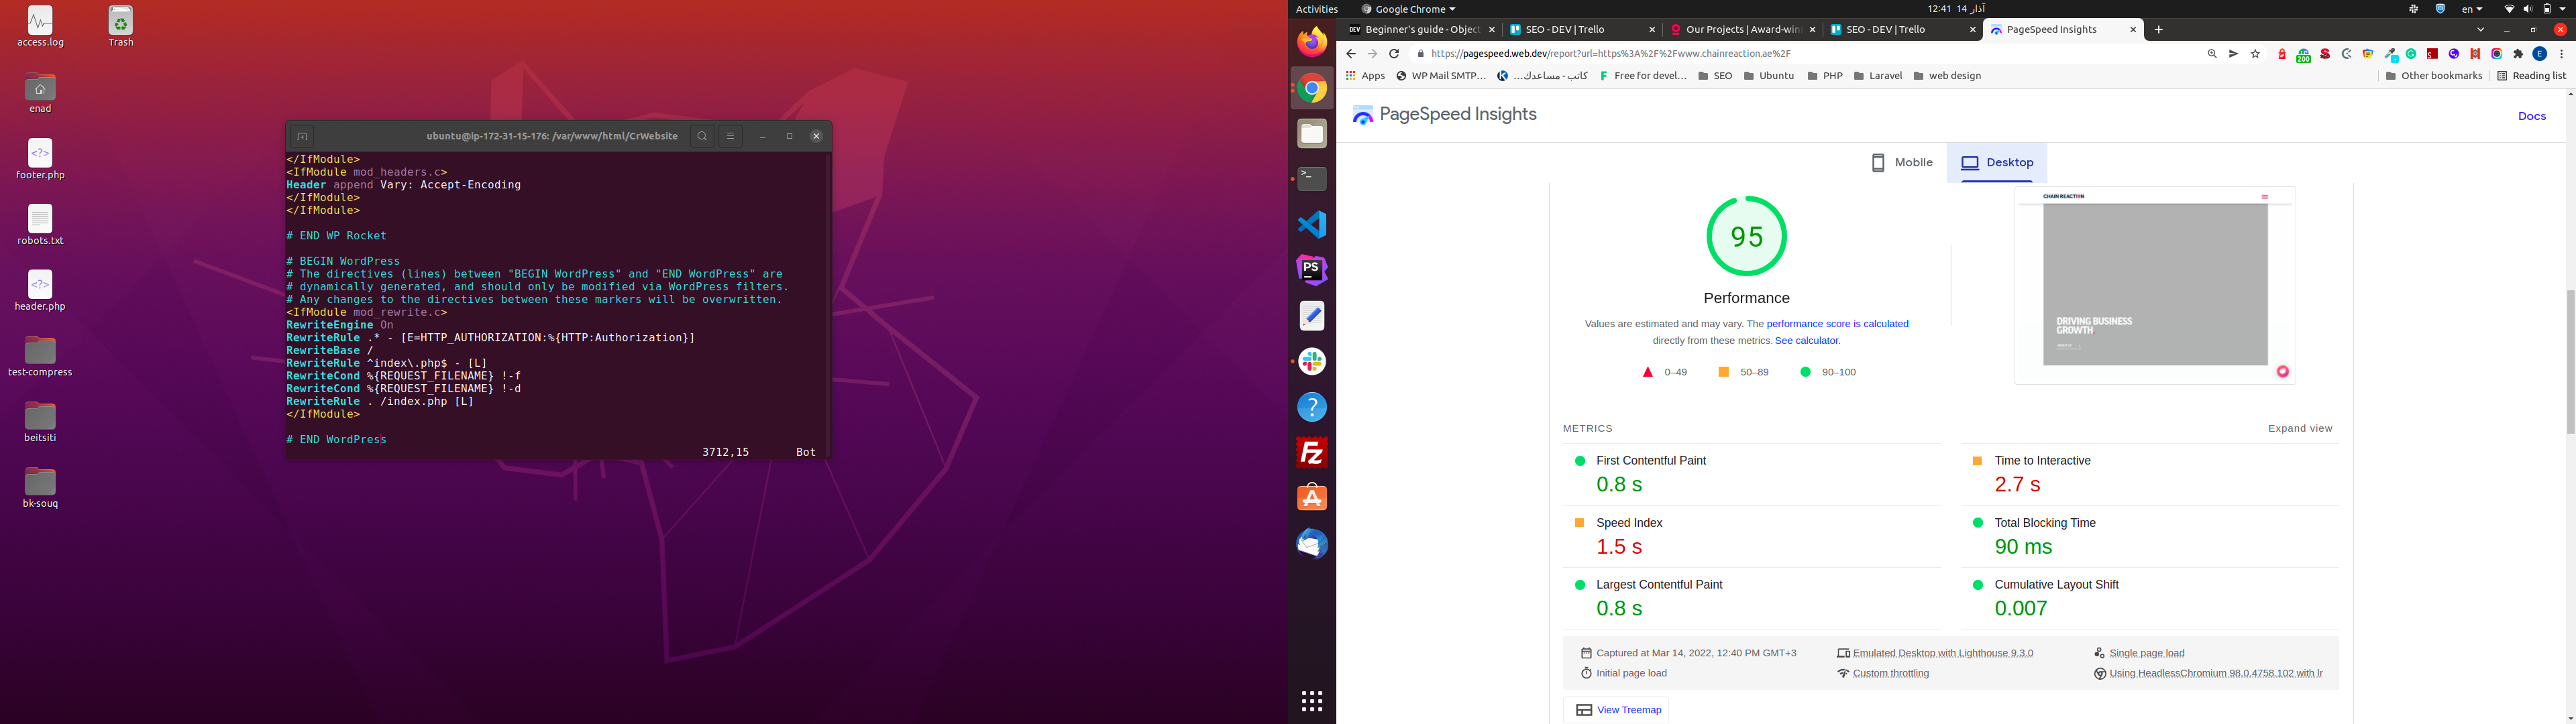 access.log
Trash
enad
footer.php
robots.txt
header.php
test-compress
beitsiti
bk-souq
ubuntu@ip-172-31-15-176: /var/www/html/CrWebsite
</IfModule>
<IfModule mod_headers.c>
Header append Vary: Accept-Encoding
</IfModule>
</IfModule>
# END WP Rocket
# BEGIN WordPress
# The directives (lines) between "BEGIN WordPress" and "END WordPress" are
# dynamically generated, and should only be modified via WordPress filters.
# Any changes to the directives between these markers will be overwritten.
<IfModule mod_rewrite.c>
RewriteEngine On
RewriteRule .* - [E=HTTP_AUTHORIZATION:%{HTTP:Authorization}]
RewriteBase /
RewriteRule ^index\.php$ - [L]
RewriteCond %{REQUEST_FILENAME} !-f
RewriteCond %{REQUEST_FILENAME} !-d
RewriteRule . /index.php [L]
</IfModule>
# END WordPress
3712,15 Bot
Activities Google Chrome 12:41 14 آذار en
Beginner's guide - Object SEO - DEV | Trello Our Projects | Award-win SEO - DEV | Trello PageSpeed Insights
https://pagespeed.web.dev/report?url=https%3A%2F%2Fwww.chainreaction.ae%2F
Apps WP Mail SMTP... كاتب - مساعدك... Free for devel... SEO Ubuntu PHP Laravel web design Other bookmarks Reading list
PageSpeed Insights
Docs
Mobile Desktop
95
Performance
Values are estimated and may vary. The performance score is calculated
directly from these metrics. See calculator.
0–49 50–89 90–100
CHAIN REACTION
DRIVING BUSINESS
GROWTH
METRICS Expand view
First Contentful Paint
0.8 s
Time to Interactive
2.7 s
Speed Index
1.5 s
Total Blocking Time
90 ms
Largest Contentful Paint
0.8 s
Cumulative Layout Shift
0.007
Captured at Mar 14, 2022, 12:40 PM GMT+3 Emulated Desktop with Lighthouse 9.3.0 Single page load
Initial page load Custom throttling Using HeadlessChromium 98.0.4758.102 with lr
View Treemap